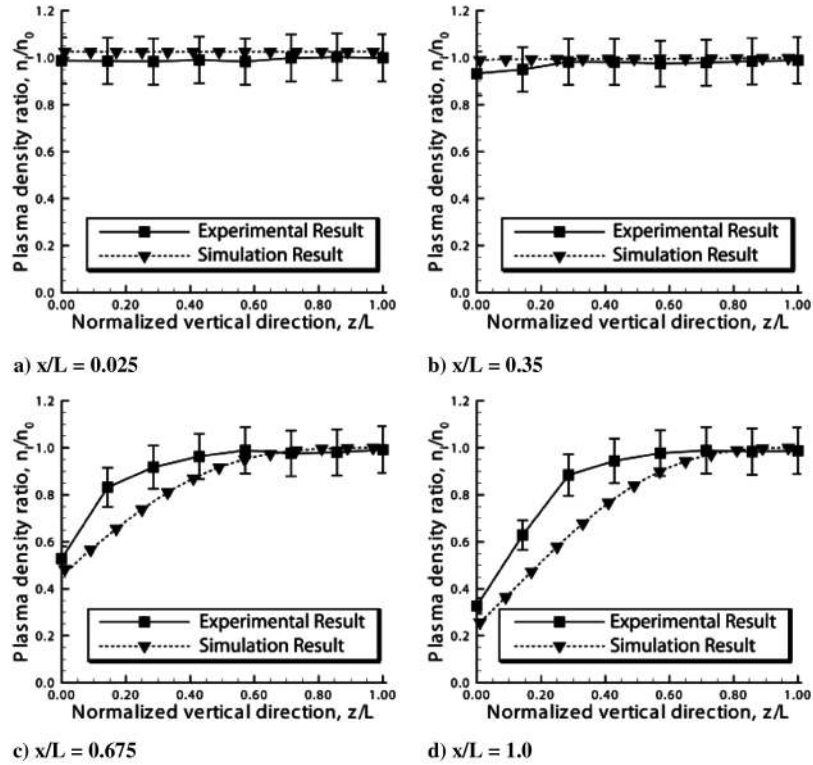 1.2
1.0
0.8
0.6
0.4
0.2
0.0
Plasma density ratio, n_i/n_0
Experimental Result
Simulation Result
0.00 0.20 0.40 0.60 0.80 1.00
Normalized vertical direction, z/L
a) x/L = 0.025
1.2
1.0
0.8
0.6
0.4
0.2
0.0
Plasma density ratio, n_i/n_0
Experimental Result
Simulation Result
0.00 0.20 0.40 0.60 0.80 1.00
Normalized vertical direction, z/L
b) x/L = 0.35
1.2
1.0
0.8
0.6
0.4
0.2
0.0
Plasma density ratio, n_i/n_0
Experimental Result
Simulation Result
0.00 0.20 0.40 0.60 0.80 1.00
Normalized vertical direction, z/L
c) x/L = 0.675
1.2
1.0
0.8
0.6
0.4
0.2
0.0
Plasma density ratio, n_i/n_0
Experimental Result
Simulation Result
0.00 0.20 0.40 0.60 0.80 1.00
Normalized vertical direction, z/L
d) x/L = 1.0